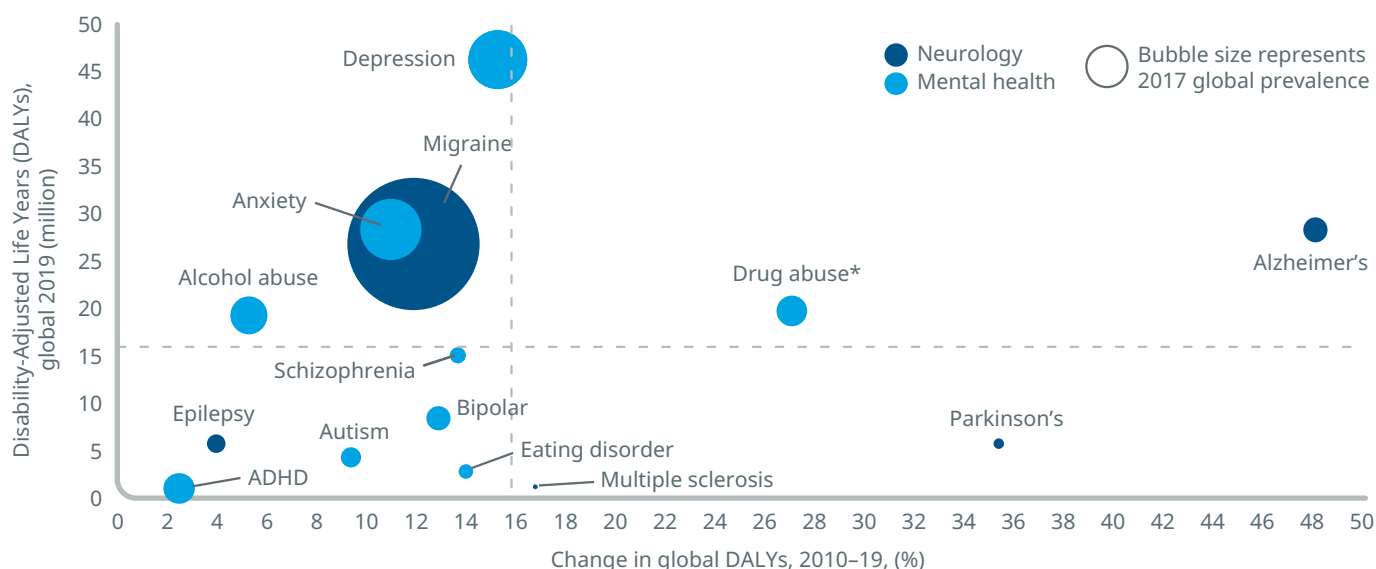 Disability-Adjusted Life Years (DALYs),
global 2019 (million)
50
45
40
35
30
25
20
15
10
5
0
Neurology
Mental health
Bubble size represents
2017 global prevalence
Depression
Migraine
Anxiety
Alcohol abuse
Drug abuse*
Alzheimer’s
Schizophrenia
Epilepsy
Bipolar
Parkinson’s
Autism
Eating disorder
ADHD
Multiple sclerosis
0 2 4 6 8 10 12 14 16 18 20 22 24 26 28 30 32 34 36 38 40 42 44 46 48 50
Change in global DALYs, 2010–19, (%)